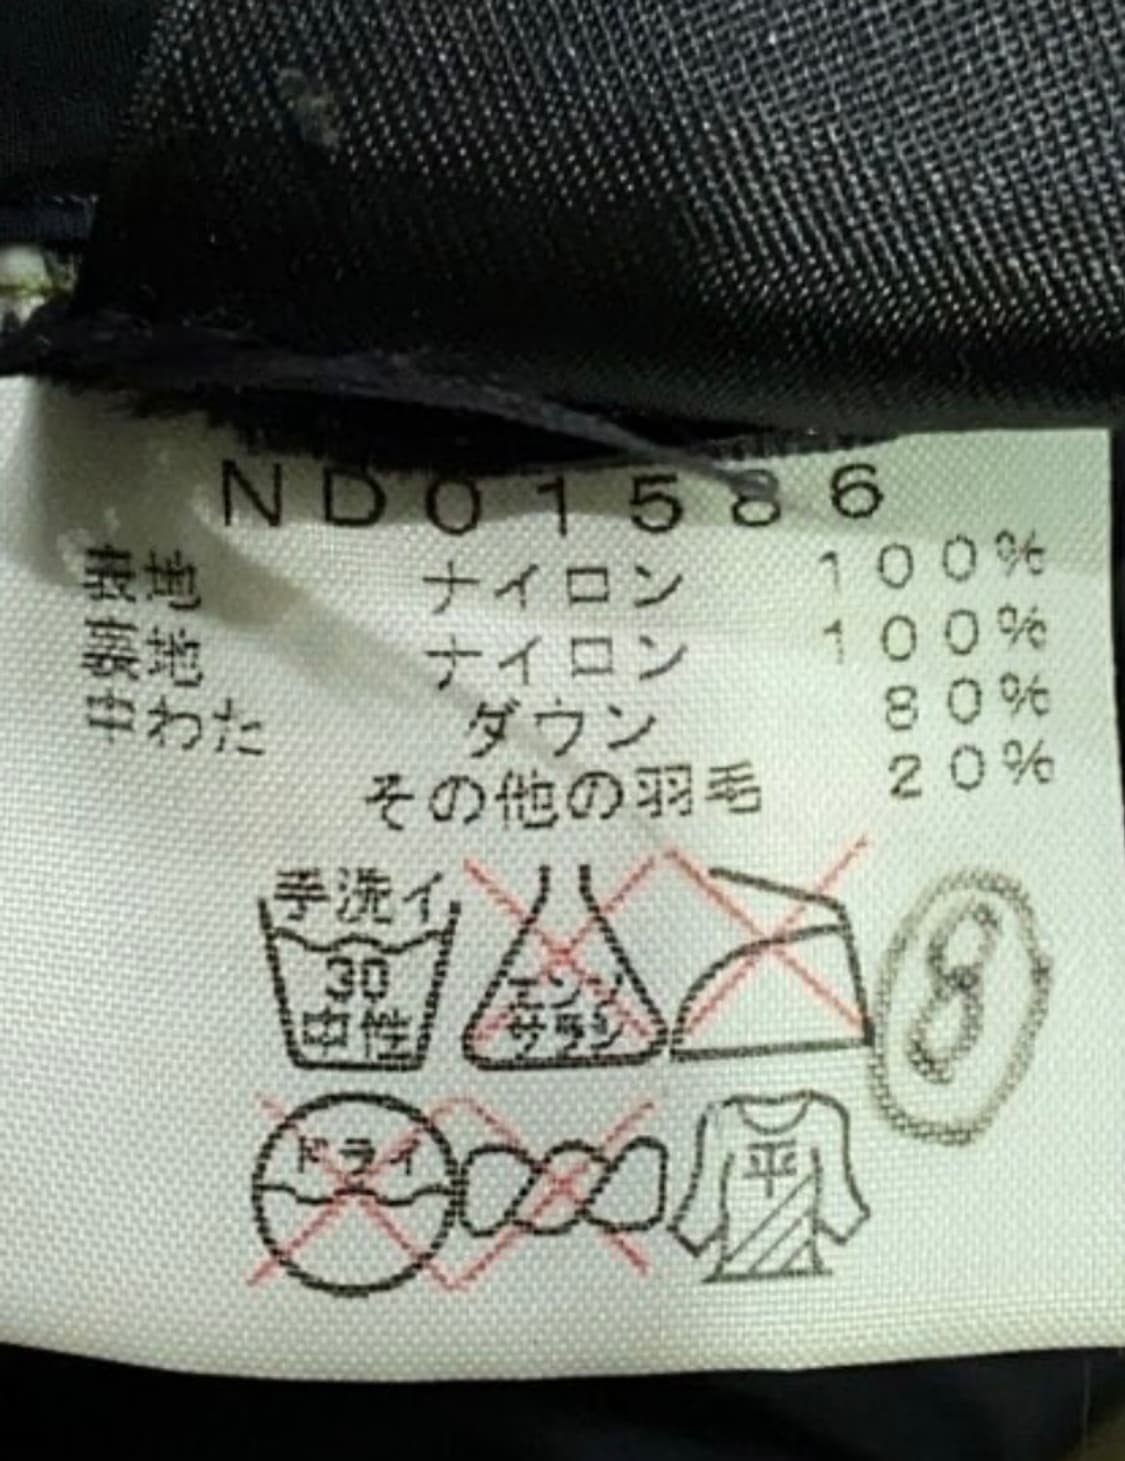 ND01586
表地 ナイロン 100%
裏地 ナイロン 100%
中わた ダウン 80%
その他の羽毛 20%
手洗イ
30
中性
エンソ
サラシ
8
ドライ
平